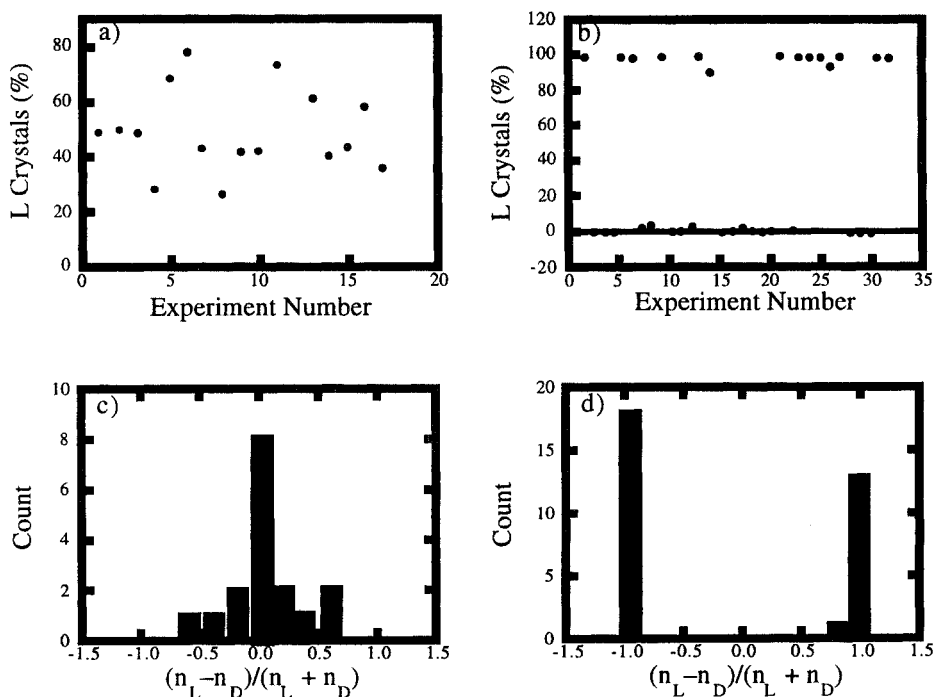 a)
80
60
40
20
0
L Crystals (%)
0 5 10 15 20
Experiment Number
b)
120
100
80
60
40
20
0
-20
L Crystals (%)
0 5 10 15 20 25 30 35
Experiment Number
c)
10
8
6
4
2
0
Count
-1.5 -1.0 -0.5 0.0 0.5 1.0 1.5
(n_L–n_D)/(n_L + n_D)
d)
20
15
10
5
0
Count
-1.5 -1.0 -0.5 0.0 0.5 1.0 1.5
(n_L–n_D)/(n_L + n_D)